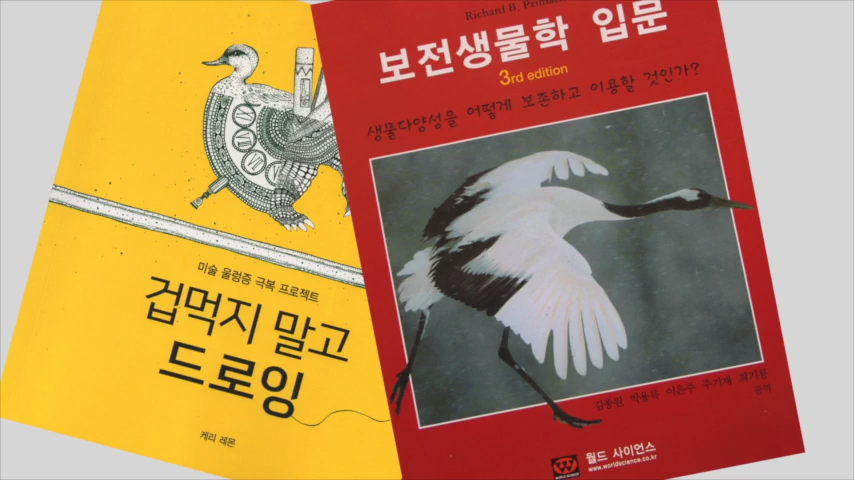 미술 울렁증 극복 프로젝트
겁먹지 말고
드로잉
케리 레몬
Richard B. Primack
보전생물학 입문
3rd edition
생물다양성을 어떻게 보존하고 이용할 것인가?
김종원 박용목 이은주 주기재 최기룡
공역
월드 사이언스
www.worldscience.co.kr